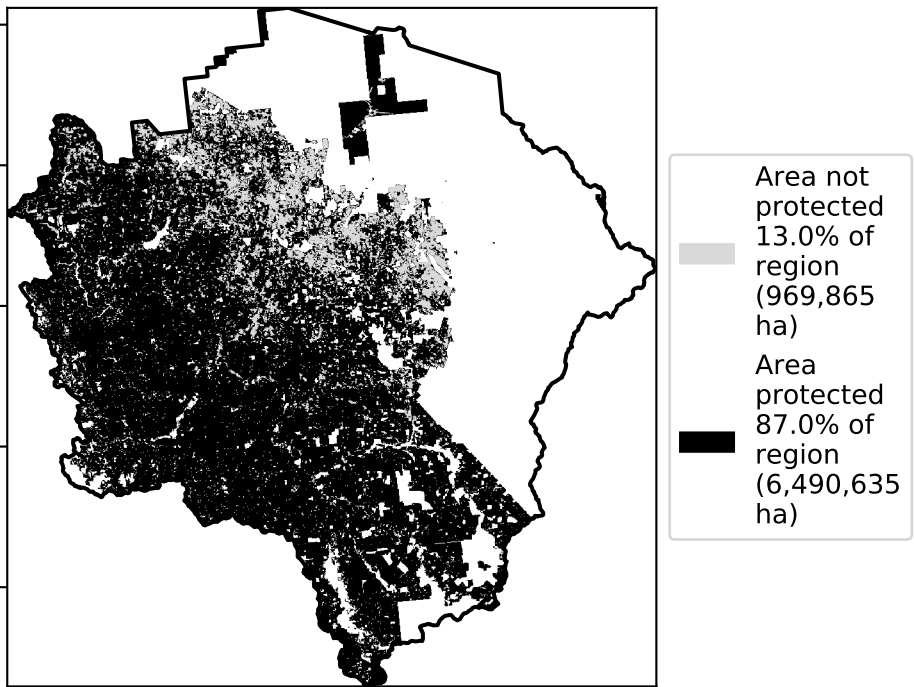 Area not
protected
13.0% of
region
(969,865
ha)
Area
protected
87.0% of
region
(6,490,635
ha)